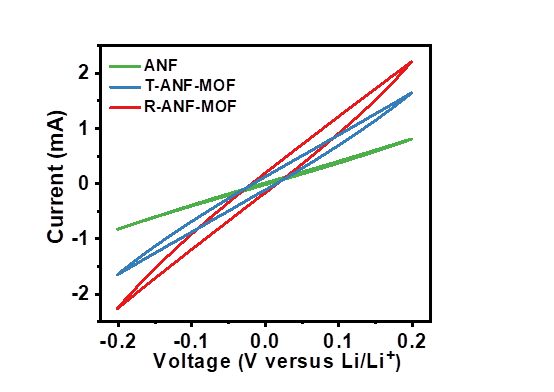 ANF
T-ANF-MOF
R-ANF-MOF
Current (mA)
2
1
0
-1
-2
-0.2 -0.1 0.0 0.1 0.2
Voltage (V versus Li/Li⁺)